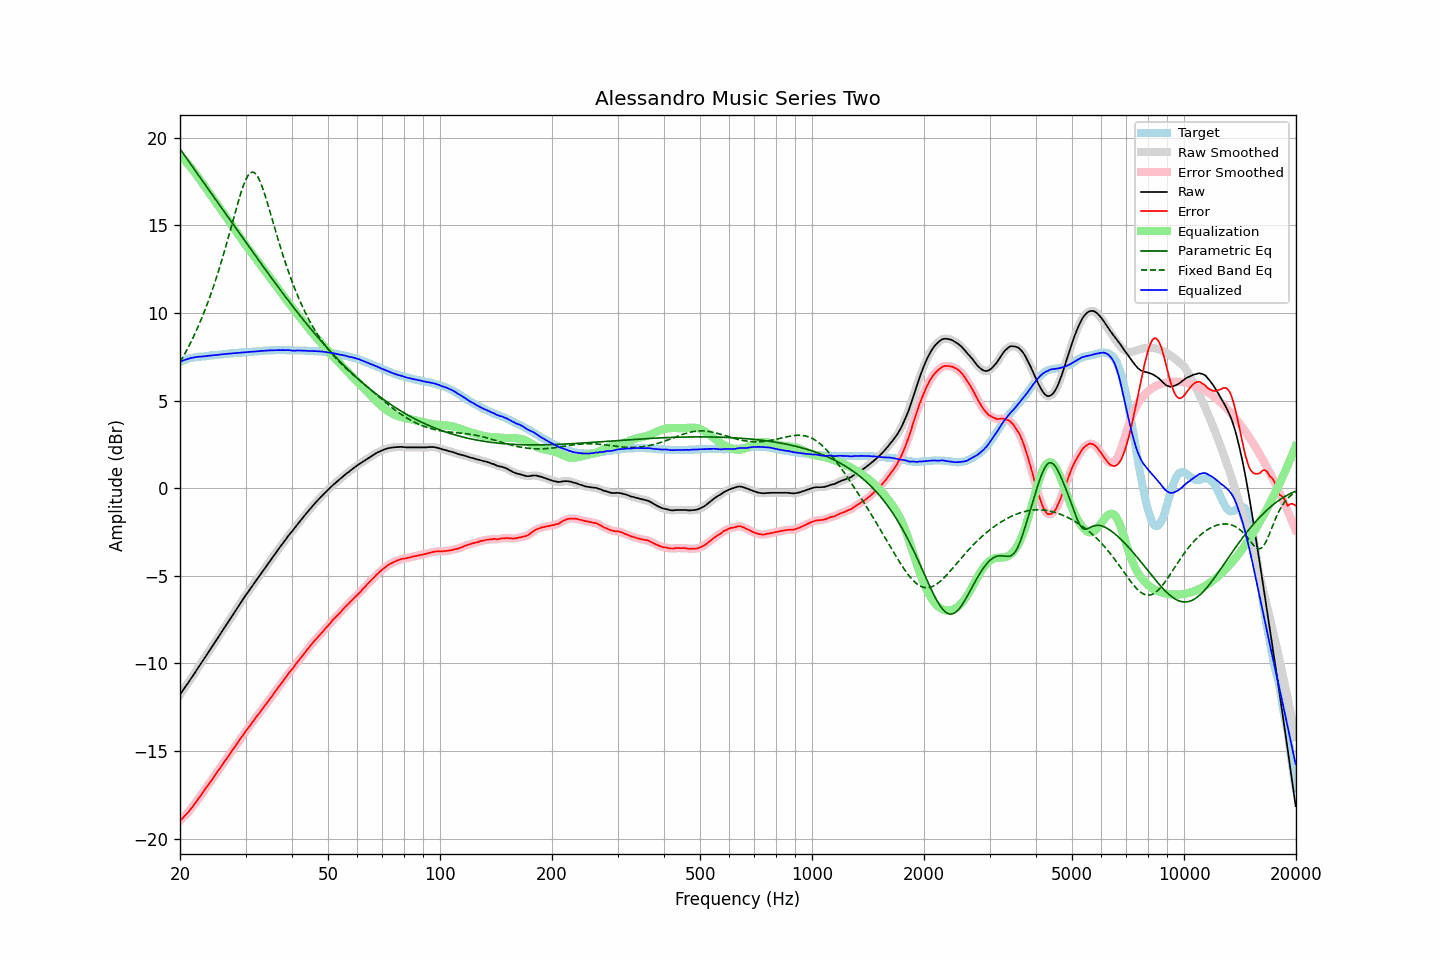 Alessandro Music Series Two
Target
Raw Smoothed
Error Smoothed
Raw
Error
Equalization
Parametric Eq
Fixed Band Eq
Equalized
Amplitude (dBr)
20
15
10
5
0
−5
−10
−15
−20
20 50 100 200 500 1000 2000 5000 10000 20000
Frequency (Hz)